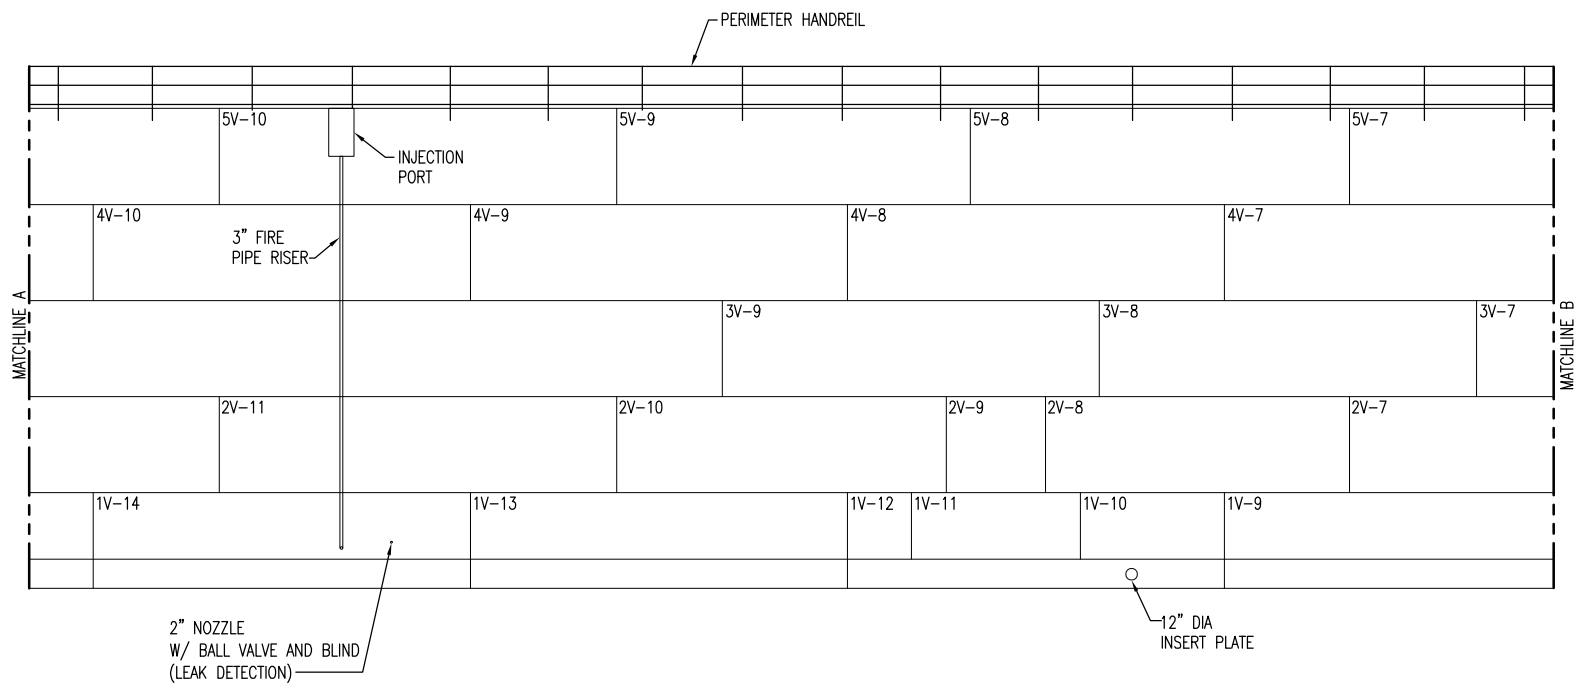 PERIMETER HANDREIL
5V-10
5V-9
5V-8
5V-7
INJECTION
PORT
4V-10
4V-9
4V-8
4V-7
3" FIRE
PIPE RISER
MATCHLINE A
3V-9
3V-8
3V-7
MATCHLINE B
2V-11
2V-10
2V-9
2V-8
2V-7
1V-14
1V-13
1V-12
1V-11
1V-10
1V-9
2" NOZZLE
W/ BALL VALVE AND BLIND
(LEAK DETECTION)
12" DIA
INSERT PLATE